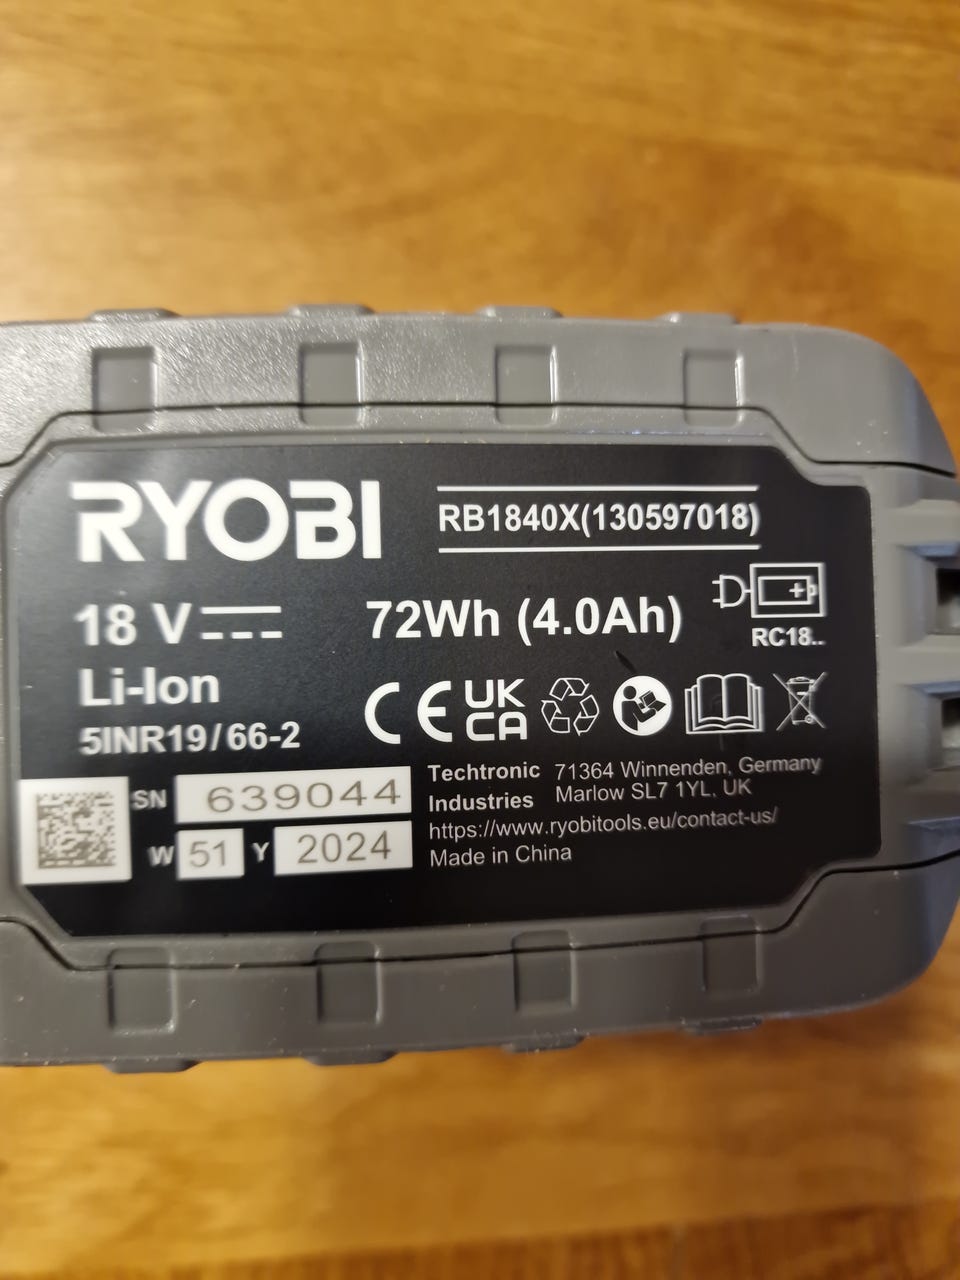 RYOBI
RB1840X(130597018)
18 V
72Wh (4.0Ah)
RC18..
Li-Ion
5INR19/66-2
CE UK CA
SN 639044
W 51 Y 2024
Techtronic Industries
71364 Winnenden, Germany
Marlow SL7 1YL, UK
https://www.ryobitools.eu/contact-us/
Made in China